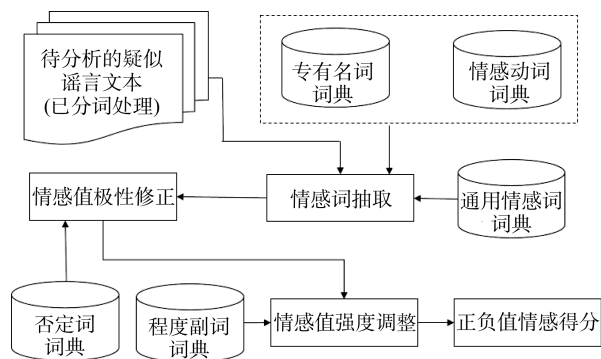 待分析的疑似
谣言文本
(已分词处理)
专有名词
词典
情感动词
词典
情感值极性修正
情感词抽取
通用情感词
词典
否定词
词典
程度副词
词典
情感值强度调整
正负值情感得分